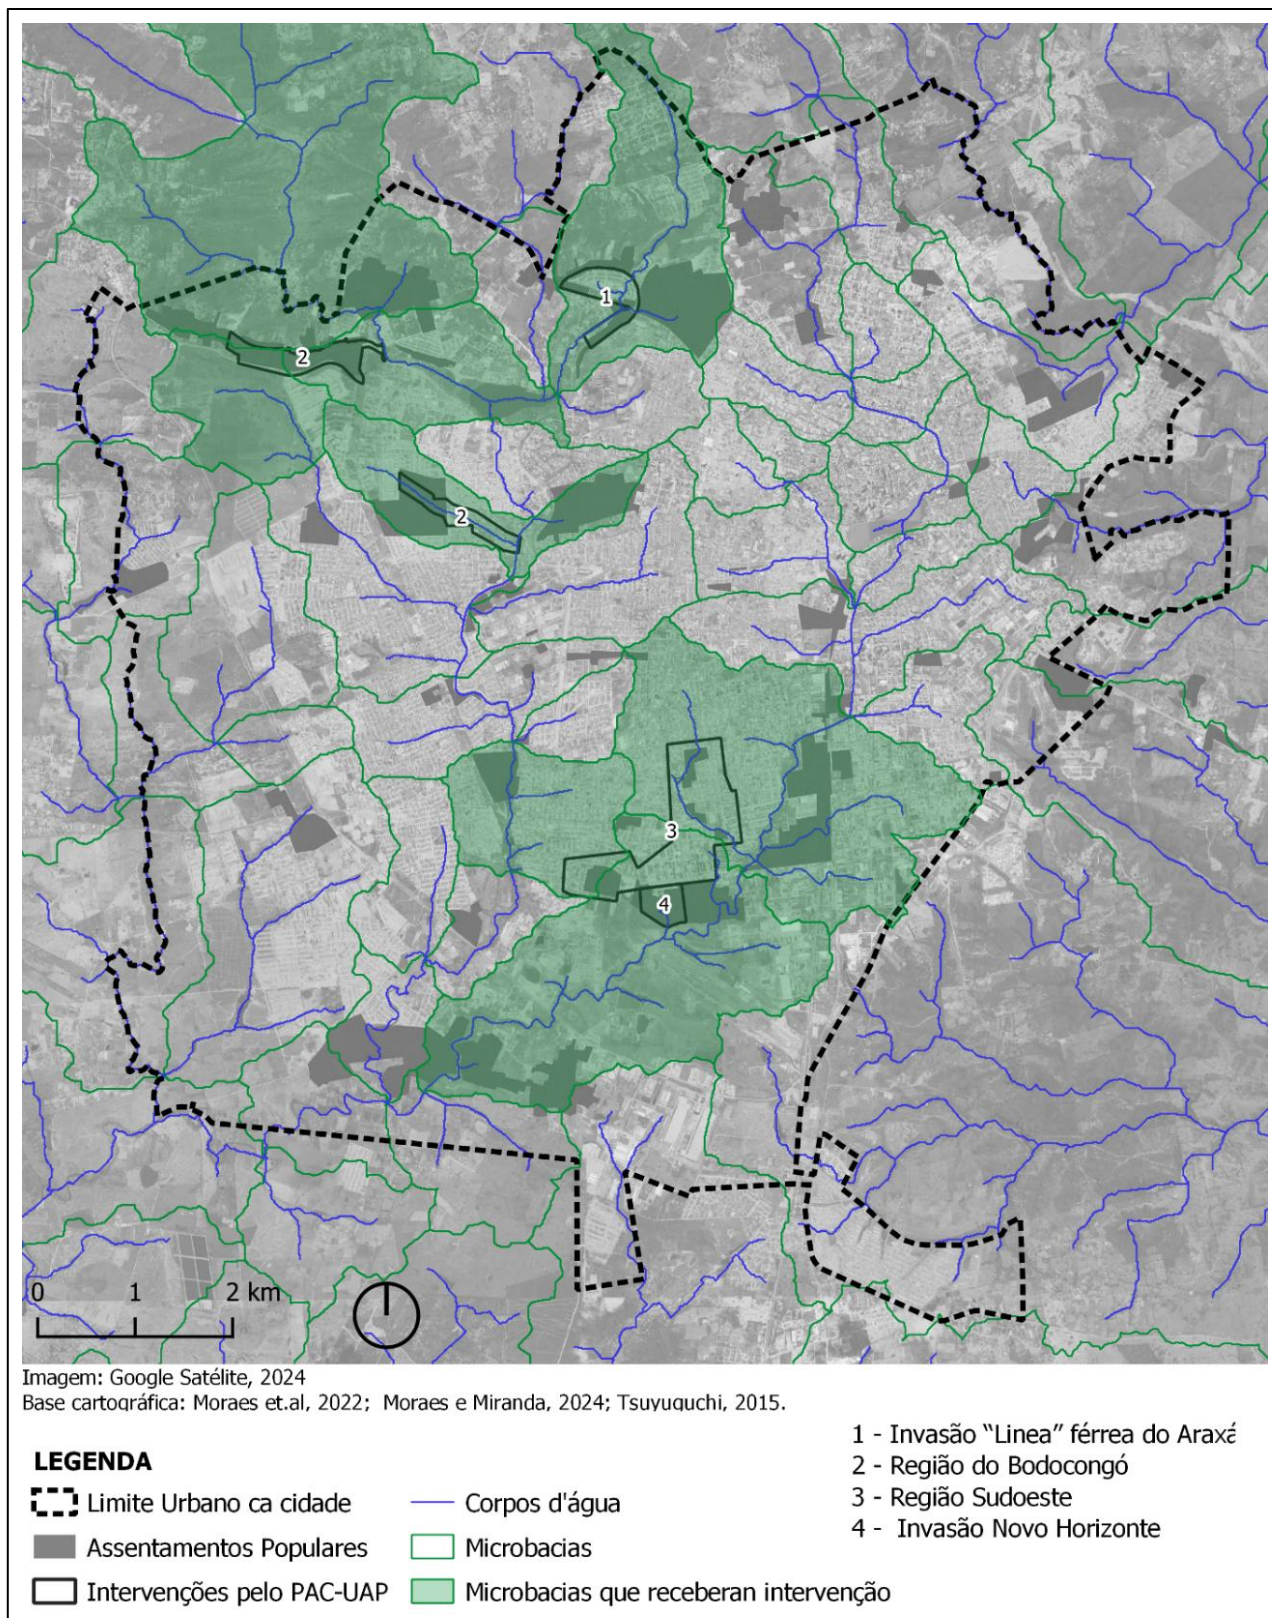 1
2
2
3
4
0 1 2 km
Imagem: Google Satélite, 2024
Base cartográfica: Moraes et.al, 2022; Moraes e Miranda, 2024; Tsuyuguchi, 2015.
LEGENDA
Limite Urbano ca cidade
Assentamentos Populares
Intervenções pelo PAC-UAP
Corpos d'água
Microbacias
Microbacias que receberan intervenção
1 - Invasão “Linea” férrea do Araxá
2 - Região do Bodocongó
3 - Região Sudoeste
4 - Invasão Novo Horizonte